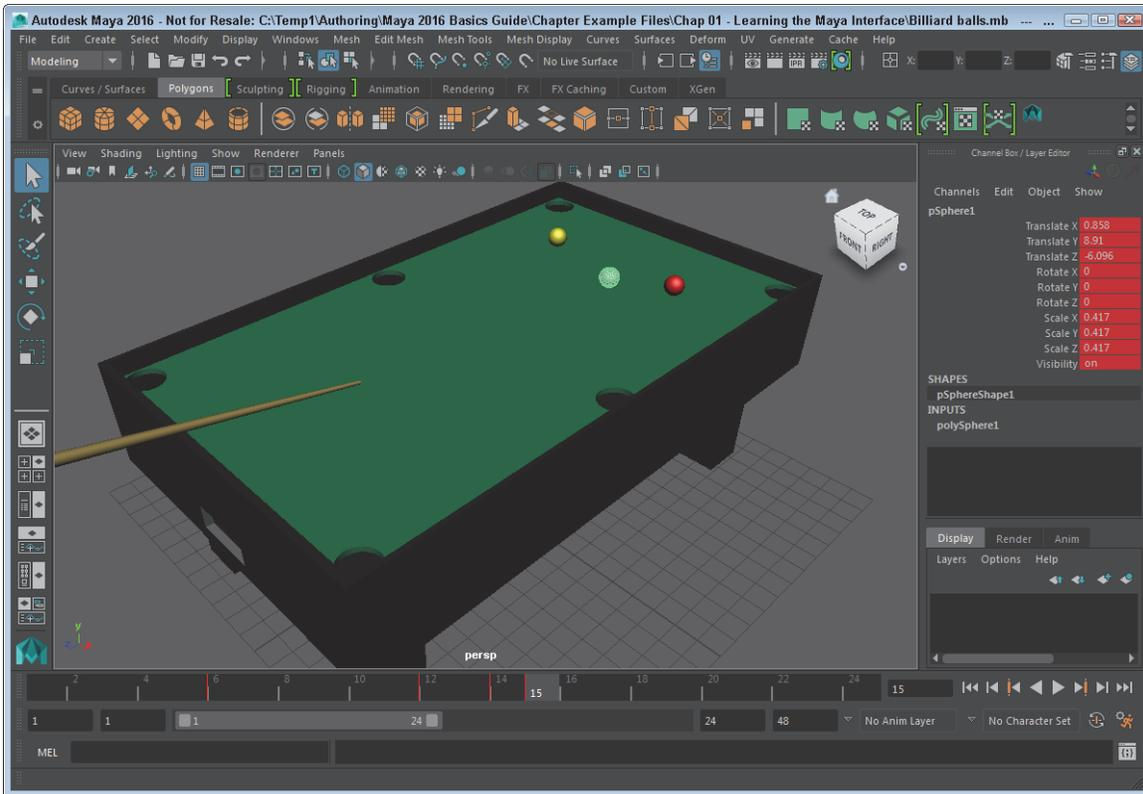 Autodesk Maya 2016 - Not for Resale: C:\Temp1\Authoring\Maya 2016 Basics Guide\Chapter Example Files\Chap 01 - Learning the Maya Interface\Billiard balls.mb --- ...
File Edit Create Select Modify Display Windows Mesh Edit Mesh Mesh Tools Mesh Display Curves Surfaces Deform UV Generate Cache Help
Modeling No Live Surface IPR X: Y: Z:
Curves / Surfaces Polygons Sculpting Rigging Animation Rendering FX FX Caching Custom XGen
View Shading Lighting Show Renderer Panels
TOP
FRONT RIGHT
persp
y
z x
Channel Box / Layer Editor
Channels Edit Object Show
pSphere1
Translate X 0.858
Translate Y 8.91
Translate Z -6.096
Rotate X 0
Rotate Y 0
Rotate Z 0
Scale X 0.417
Scale Y 0.417
Scale Z 0.417
Visibility on
SHAPES
pSphereShape1
INPUTS
polySphere1
Display Render Anim
Layers Options Help
2 4 6 8 10 12 14 15 16 18 20 22 24 15
1 1 1 24 24 48 No Anim Layer No Character Set
MEL